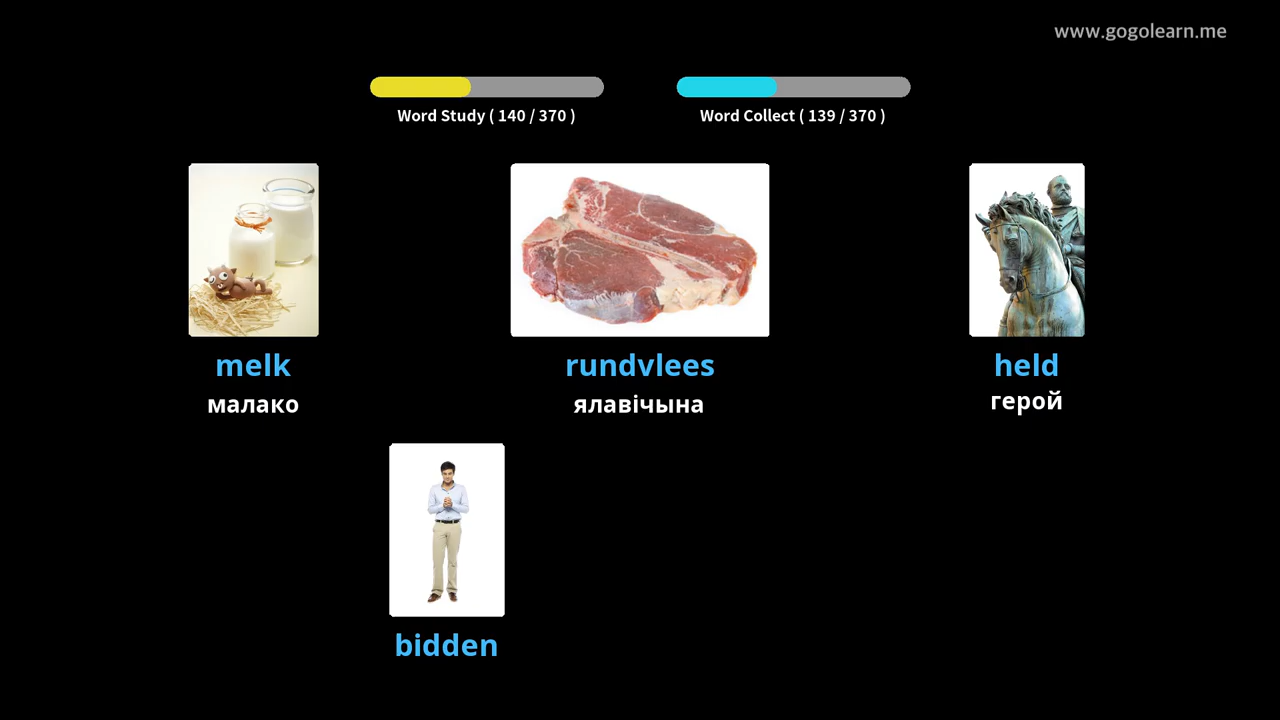 www.gogolearn.me
Word Study ( 140 / 370 )
Word Collect ( 139 / 370 )
melk
rundvlees
held
малако
ялавічына
герой
bidden